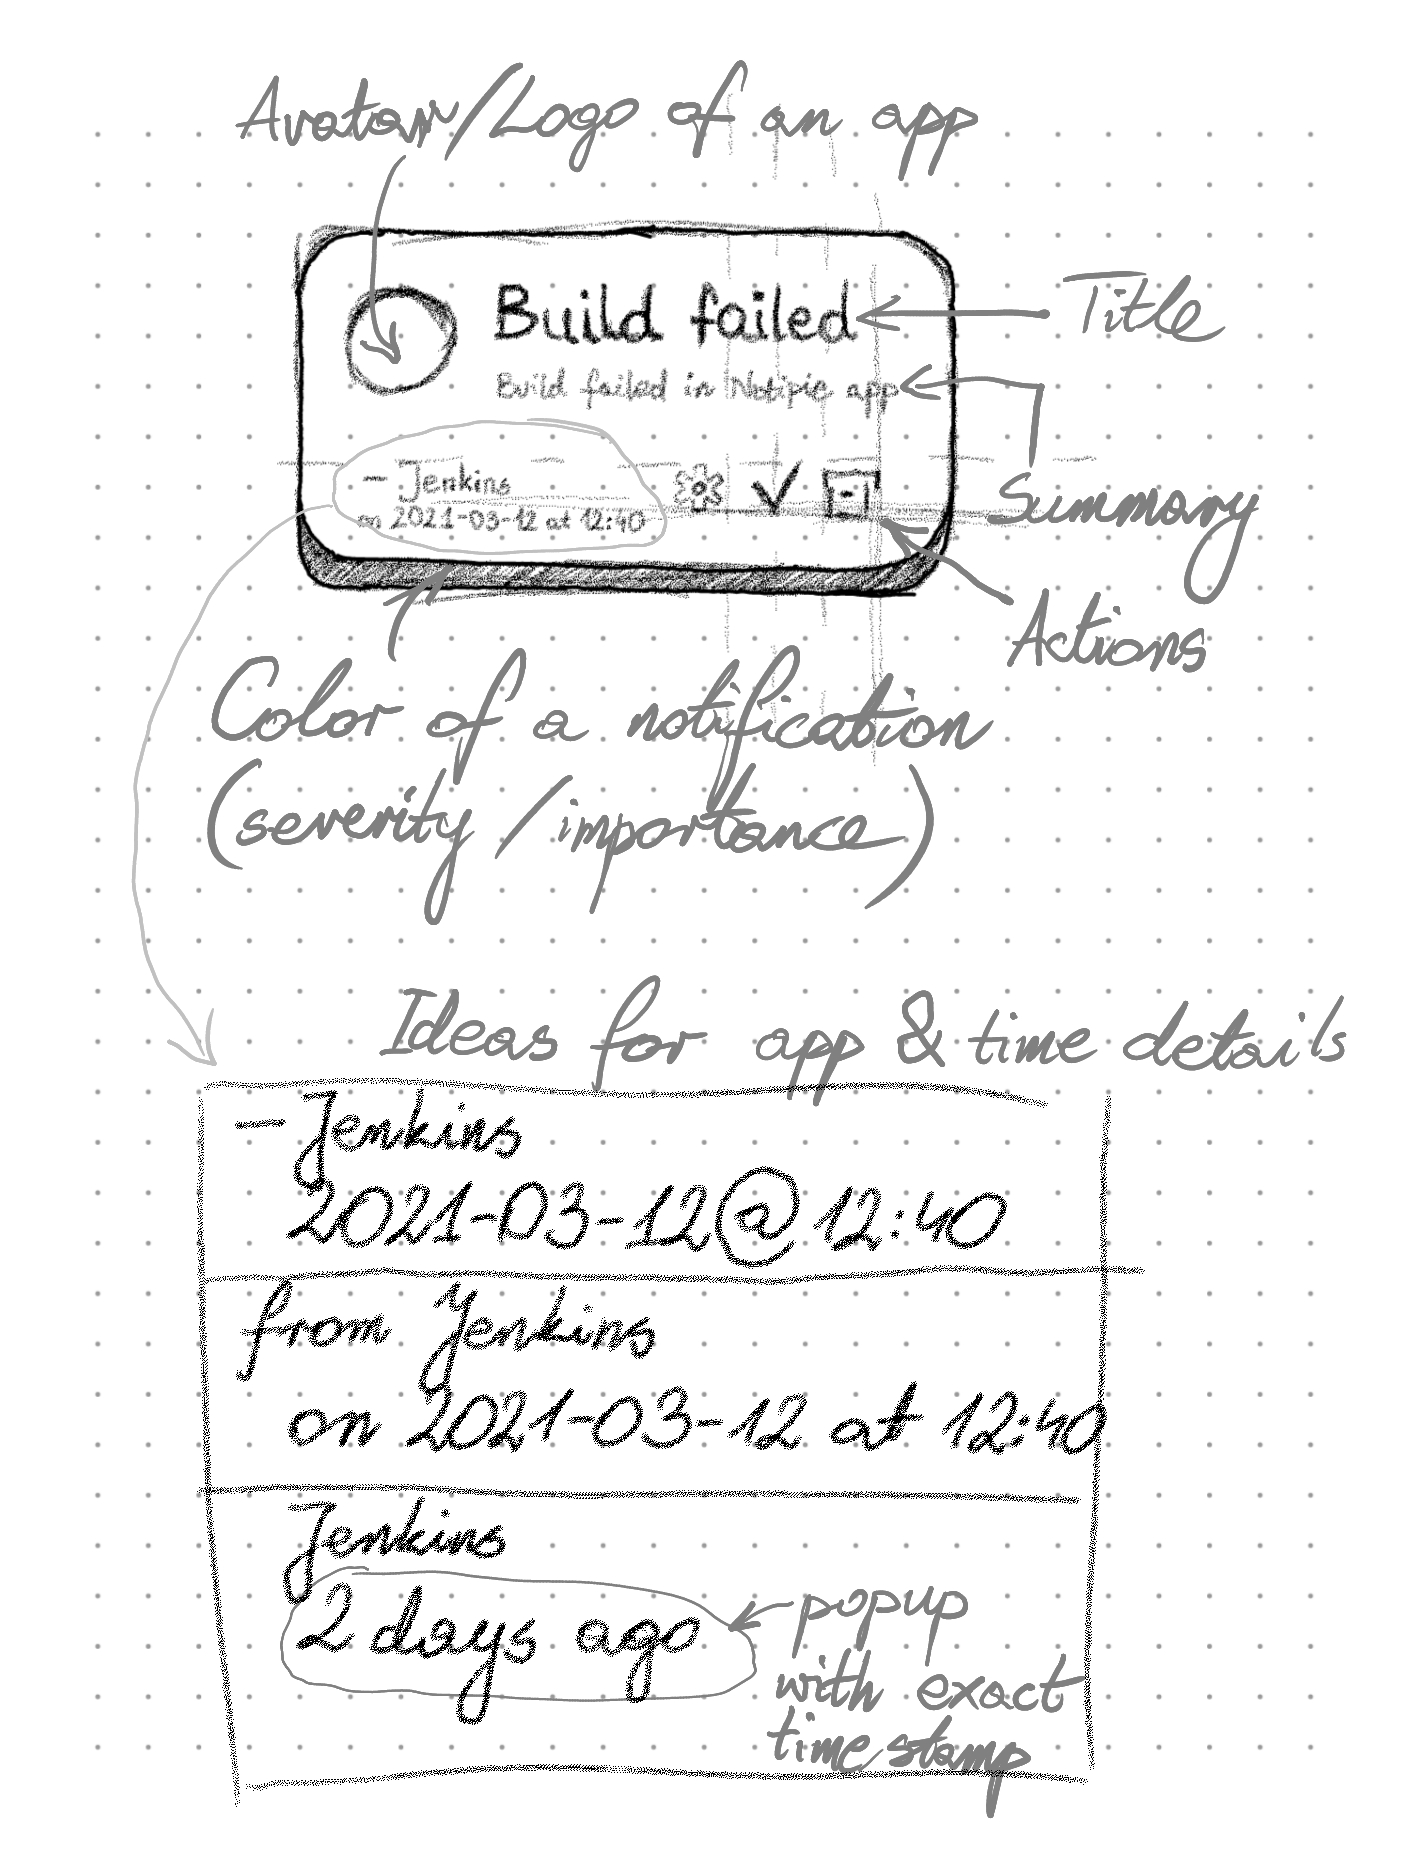 Avatar/Logo of an app
Build failed
Title
Build failed in Notipie app
Summary
- Jenkins
on 2021-03-12 at 12:40
Actions
Color of a notification
(severity/importance)
Ideas for app & time details
- Jenkins
2021-03-12@12:40
from Jenkins
on 2021-03-12 at 12:40
Jenkins
2 days ago
popup
with exact
timestamp